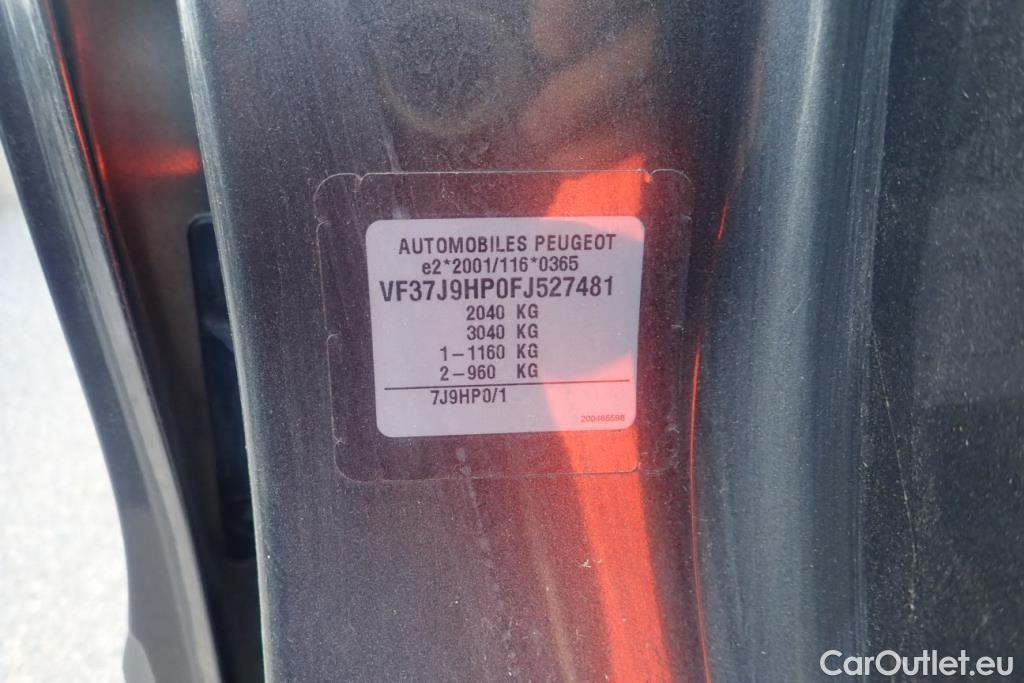 AUTOMOBILES PEUGEOT
e2*2001/116*0365
VF37J9HP0FJ527481
2040 KG
3040 KG
1-1160 KG
2-960 KG
7J9HP0/1
200465598
CarOutlet.eu